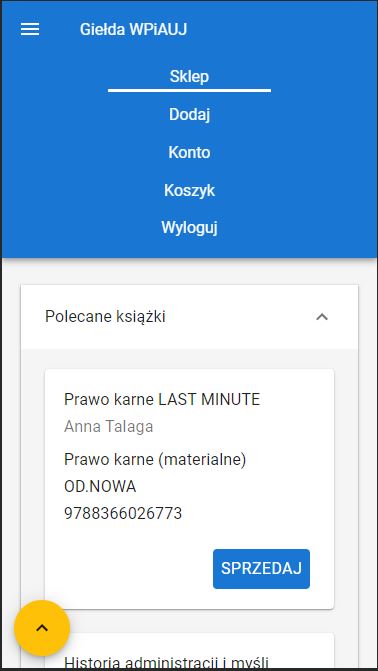 Giełda WPiAUJ
Sklep
Dodaj
Konto
Koszyk
Wyloguj
Polecane książki
Prawo karne LAST MINUTE
Anna Talaga
Prawo karne (materialne)
OD.NOWA
9788366026773
SPRZEDAJ
Historia administracji i myśli